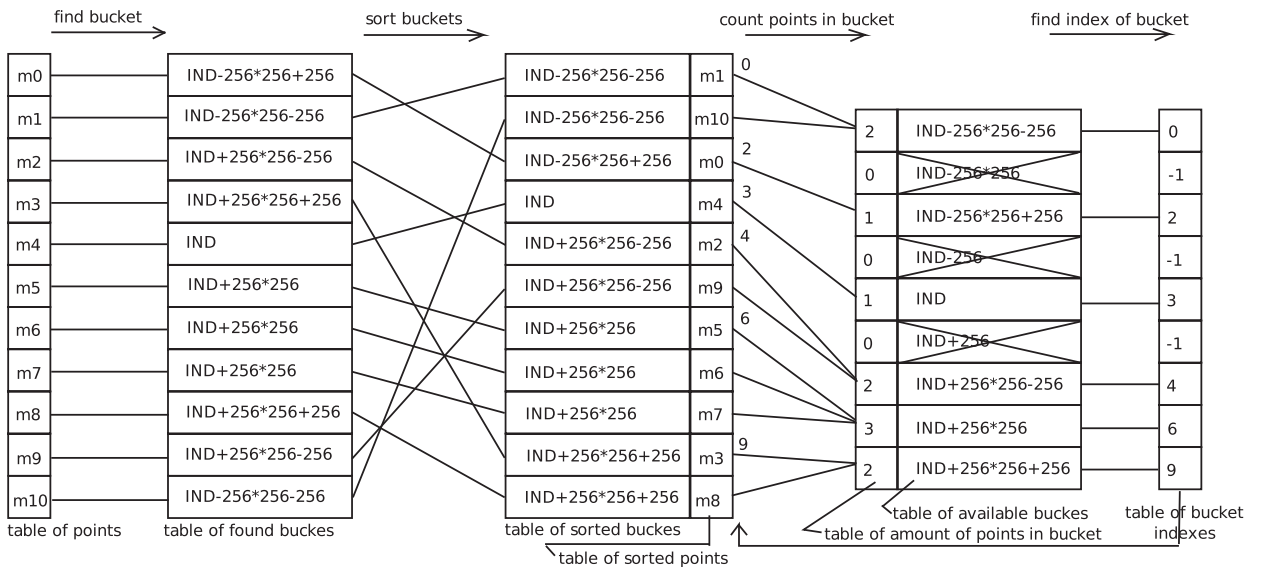 find bucket
sort buckets
count points in bucket
find index of bucket
m0
m1
m2
m3
m4
m5
m6
m7
m8
m9
m10
table of points
IND-256*256+256
IND-256*256-256
IND+256*256-256
IND+256*256+256
IND
IND+256*256
IND+256*256
IND+256*256
IND+256*256+256
IND+256*256-256
IND-256*256-256
table of found buckes
IND-256*256-256 m1
IND-256*256-256 m10
IND-256*256+256 m0
IND m4
IND+256*256-256 m2
IND+256*256-256 m9
IND+256*256 m5
IND+256*256 m6
IND+256*256 m7
IND+256*256+256 m3
IND+256*256+256 m8
table of sorted buckes
table of sorted points
0
2
3
4
6
9
2 IND-256*256-256
0 IND-256*256
1 IND-256*256+256
0 IND-256
1 IND
0 IND+256
2 IND+256*256-256
3 IND+256*256
2 IND+256*256+256
table of available buckes
table of amount of points in bucket
0
-1
2
-1
3
-1
4
6
9
table of bucket
indexes